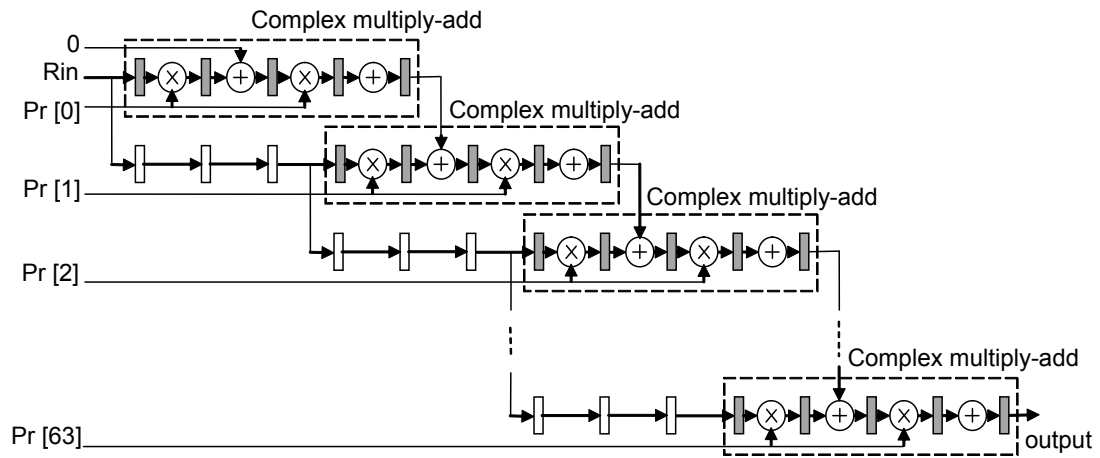 Complex multiply-add
0
Rin
Pr [0]
Complex multiply-add
Pr [1]
Complex multiply-add
Pr [2]
Complex multiply-add
Pr [63]
output